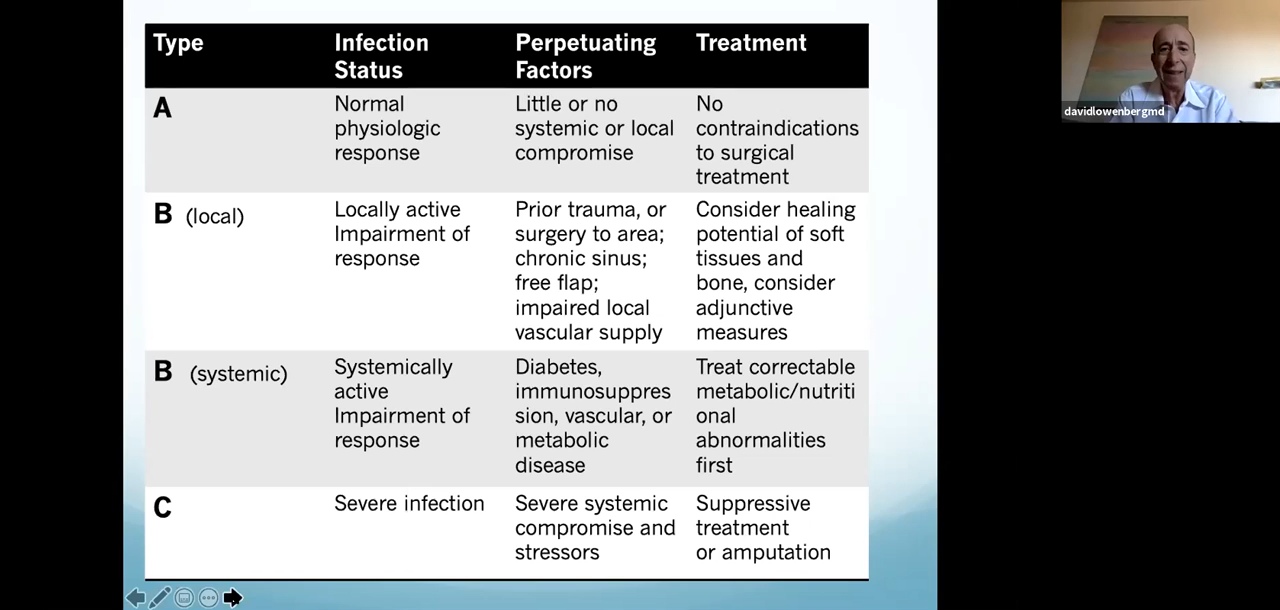 Type
Infection
Status
Perpetuating
Factors
Treatment
A
Normal
physiologic
response
Little or no
systemic or local
compromise
No
contraindications
to surgical
treatment
B (local)
Locally active
Impairment of
response
Prior trauma, or
surgery to area;
chronic sinus;
free flap;
impaired local
vascular supply
Consider healing
potential of soft
tissues and
bone, consider
adjunctive
measures
B (systemic)
Systemically
active
Impairment of
response
Diabetes,
immunosuppres
sion, vascular, or
metabolic
disease
Treat correctable
metabolic/nutriti
onal
abnormalities
first
C
Severe infection
Severe systemic
compromise and
stressors
Suppressive
treatment
or amputation
davidlowenbergmd